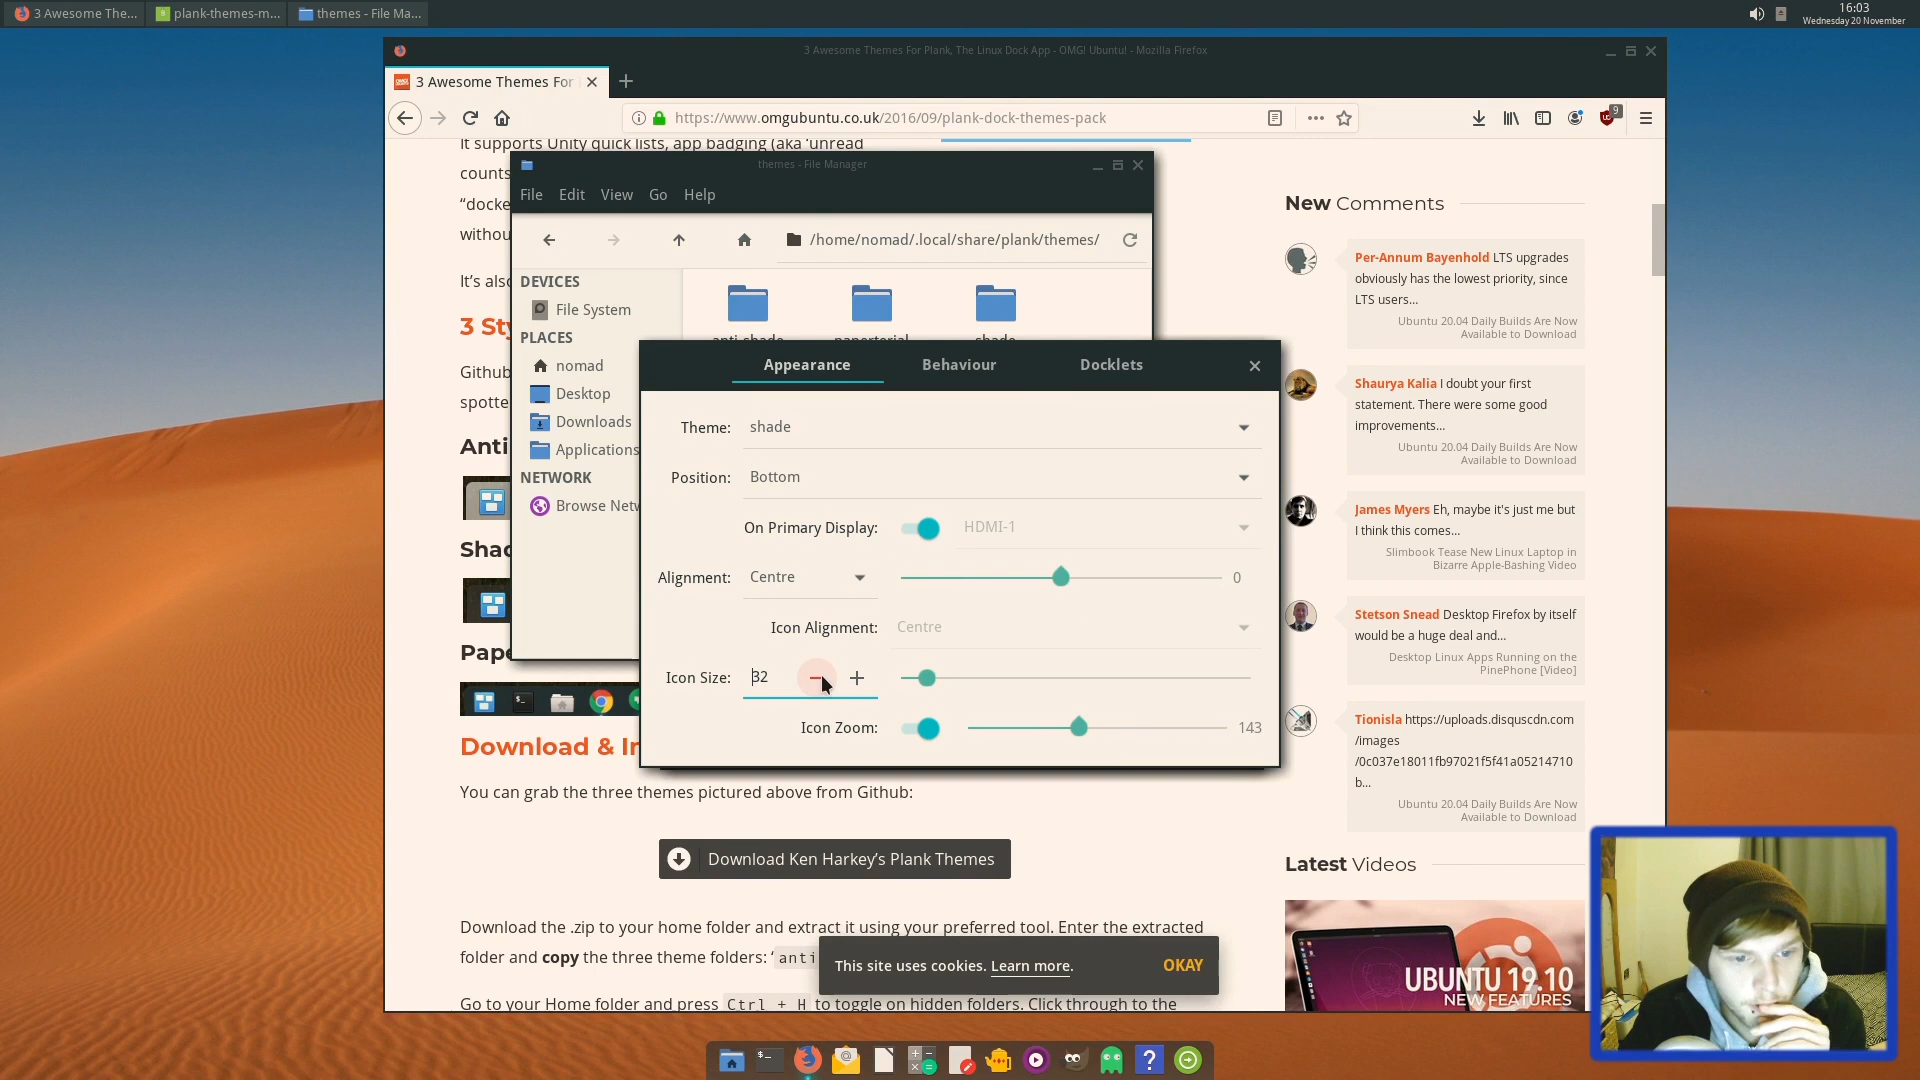 3 Awesome The...
plank-themes-m...
themes - File Ma...
16:03
Wednesday 20 November
3 Awesome Themes For Plank, The Linux Dock App - OMG! Ubuntu! - Mozilla Firefox
3 Awesome Themes For
https://www.omgubuntu.co.uk/2016/09/plank-dock-themes-pack
9
It supports Unity quick lists, app badging (aka 'unread
counts
"docke
withou
It's also
3 Sty
Github
spotte
Anti
Shad
Pape
Download & In
You can grab the three themes pictured above from Github:
Download Ken Harkey's Plank Themes
Download the .zip to your home folder and extract it using your preferred tool. Enter the extracted
folder and copy the three theme folders: 'anti
Go to your Home folder and press Ctrl + H to toggle on hidden folders. Click through to the
themes - File Manager
File Edit View Go Help
/home/nomad/.local/share/plank/themes/
DEVICES
File System
PLACES
nomad
Desktop
Downloads
Applications
NETWORK
Browse Netw
anti-shade
papertorial
shade
Appearance
Behaviour
Docklets
Theme: shade
Position: Bottom
On Primary Display: HDMI-1
Alignment: Centre 0
Icon Alignment: Centre
Icon Size: 32
Icon Zoom: 143
This site uses cookies. Learn more.
OKAY
New Comments
Per-Annum Bayenhold LTS upgrades
obviously has the lowest priority, since
LTS users...
Ubuntu 20.04 Daily Builds Are Now
Available to Download
Shaurya Kalia I doubt your first
statement. There were some good
improvements...
Ubuntu 20.04 Daily Builds Are Now
Available to Download
James Myers Eh, maybe it's just me but
I think this comes...
Slimbook Tease New Linux Laptop in
Bizarre Apple-Bashing Video
Stetson Snead Desktop Firefox by itself
would be a huge deal and...
Desktop Linux Apps Running on the
PinePhone [Video]
Tionisla https://uploads.disquscdn.com
/images
/0c037e18011fb97021f5f41a05214710
b...
Ubuntu 20.04 Daily Builds Are Now
Available to Download
Latest Videos
UBUNTU 19.10
NEW FEATURES